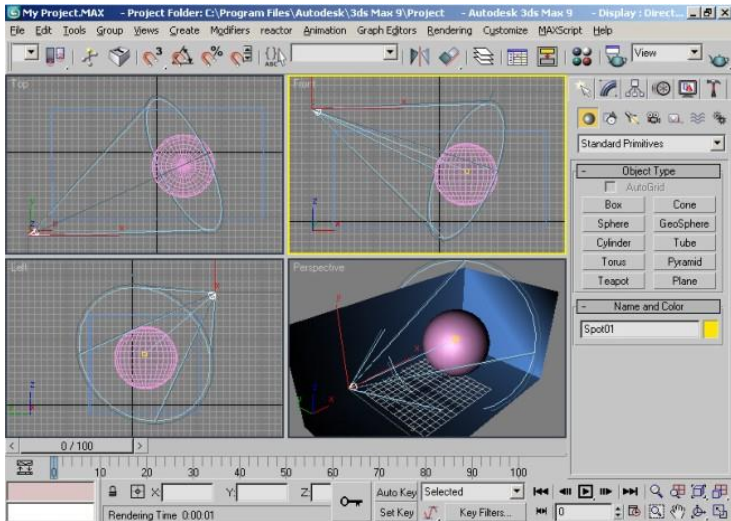 My Project.MAX - Project Folder: C:\Program Files\Autodesk\3ds Max 9\Project - Autodesk 3ds Max 9 - Display : Direct...
File Edit Tools Group Views Create Modifiers reactor Animation Graph Editors Rendering Customize MAXScript Help
View
Top
Front
Standard Primitives
Object Type
AutoGrid
Box Cone
Sphere GeoSphere
Cylinder Tube
Torus Pyramid
Teapot Plane
Left
Perspective
Name and Color
Spot01
0 / 100
0 10 20 30 40 50 60 70 80 90 100
X: Y: Z:
Auto Key Selected
Rendering Time 0:00:01
Set Key Key Filters... 0